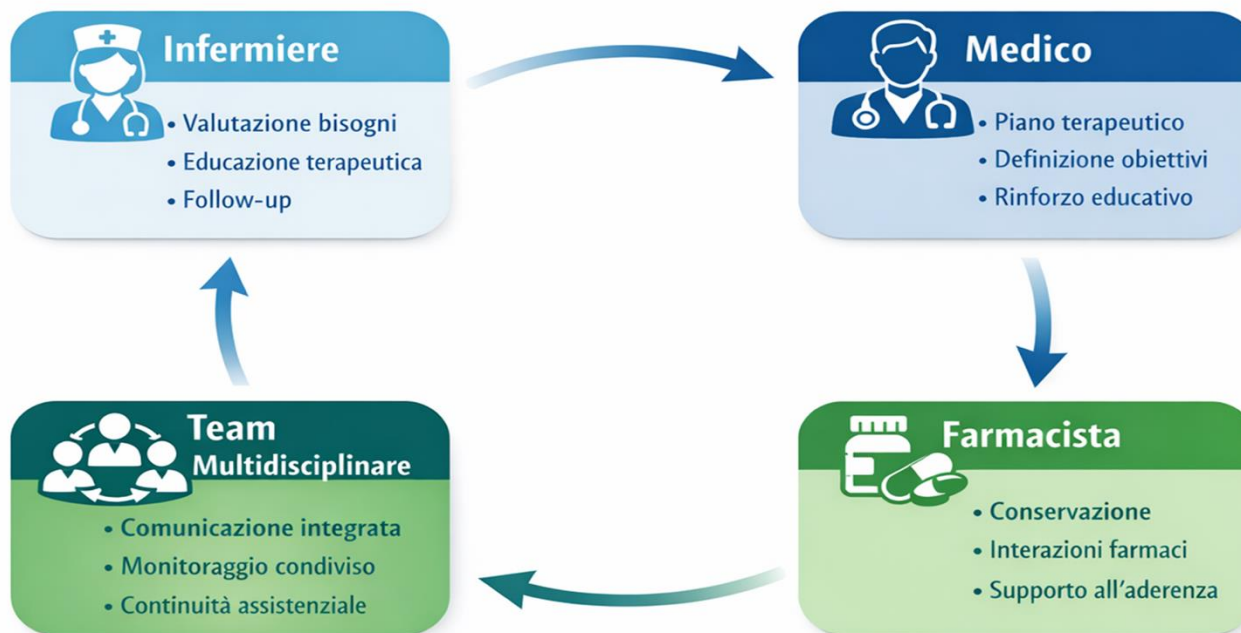 Infermiere
• Valutazione bisogni
• Educazione terapeutica
• Follow-up
Medico
• Piano terapeutico
• Definizione obiettivi
• Rinforzo educativo
Team
Multidisciplinare
• Comunicazione integrata
• Monitoraggio condiviso
• Continuità assistenziale
Farmacista
• Conservazione
• Interazioni farmaci
• Supporto all'aderenza